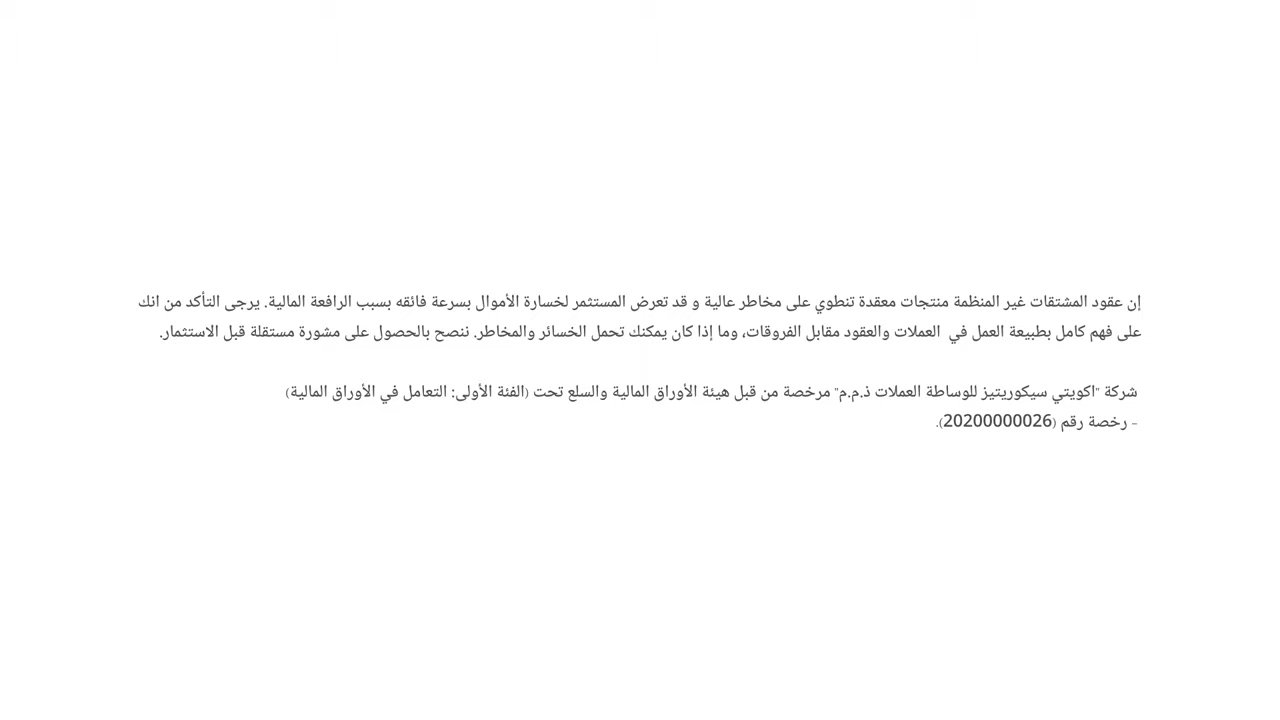 إن عقود المشتقات غير المنظمة منتجات معقدة تنطوي على مخاطر عالية و قد تعرض المستثمر لخسارة الأموال بسرعة فائقه بسبب الرافعة المالية. يرجى التأكد من انك
على فهم كامل بطبيعة العمل في العملات والعقود مقابل الفروقات، وما إذا كان يمكنك تحمل الخسائر والمخاطر. ننصح بالحصول على مشورة مستقلة قبل الاستثمار.
شركة "اكويتي سيكوريتيز للوساطة العملات ذ.م.م" مرخصة من قبل هيئة الأوراق المالية والسلع تحت (الفئة الأولى: التعامل في الأوراق المالية)
- رخصة رقم (20200000026).